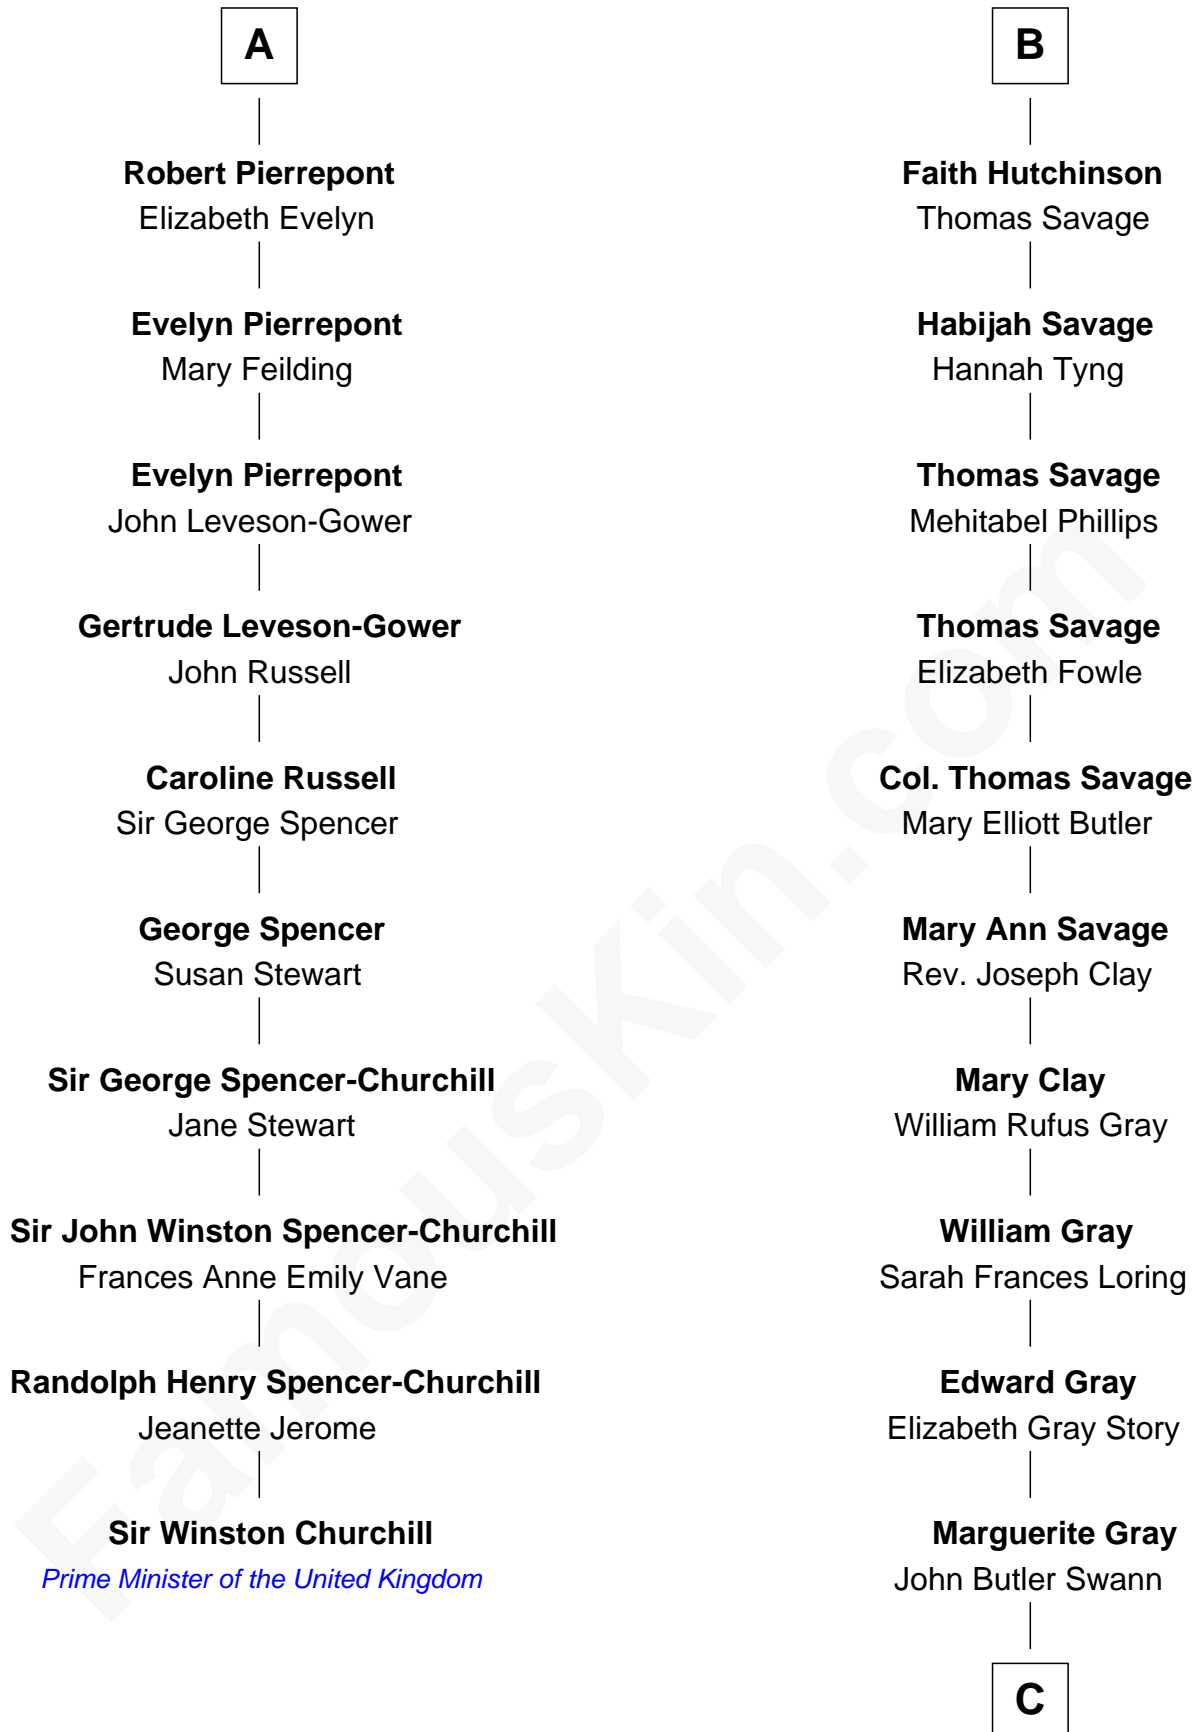 A
Robert Pierrepont
Elizabeth Evelyn
Evelyn Pierrepont
Mary Feilding
Evelyn Pierrepont
John Leveson-Gower
Gertrude Leveson-Gower
John Russell
Caroline Russell
Sir George Spencer
George Spencer
Susan Stewart
Sir George Spencer-Churchill
Jane Stewart
Sir John Winston Spencer-Churchill
Frances Anne Emily Vane
Randolph Henry Spencer-Churchill
Jeanette Jerome
Sir Winston Churchill
Prime Minister of the United Kingdom
B
Faith Hutchinson
Thomas Savage
Habijah Savage
Hannah Tyng
Thomas Savage
Mehitabel Phillips
Thomas Savage
Elizabeth Fowle
Col. Thomas Savage
Mary Elliott Butler
Mary Ann Savage
Rev. Joseph Clay
Mary Clay
William Rufus Gray
William Gray
Sarah Frances Loring
Edward Gray
Elizabeth Gray Story
Marguerite Gray
John Butler Swann
C
FamousKin.com